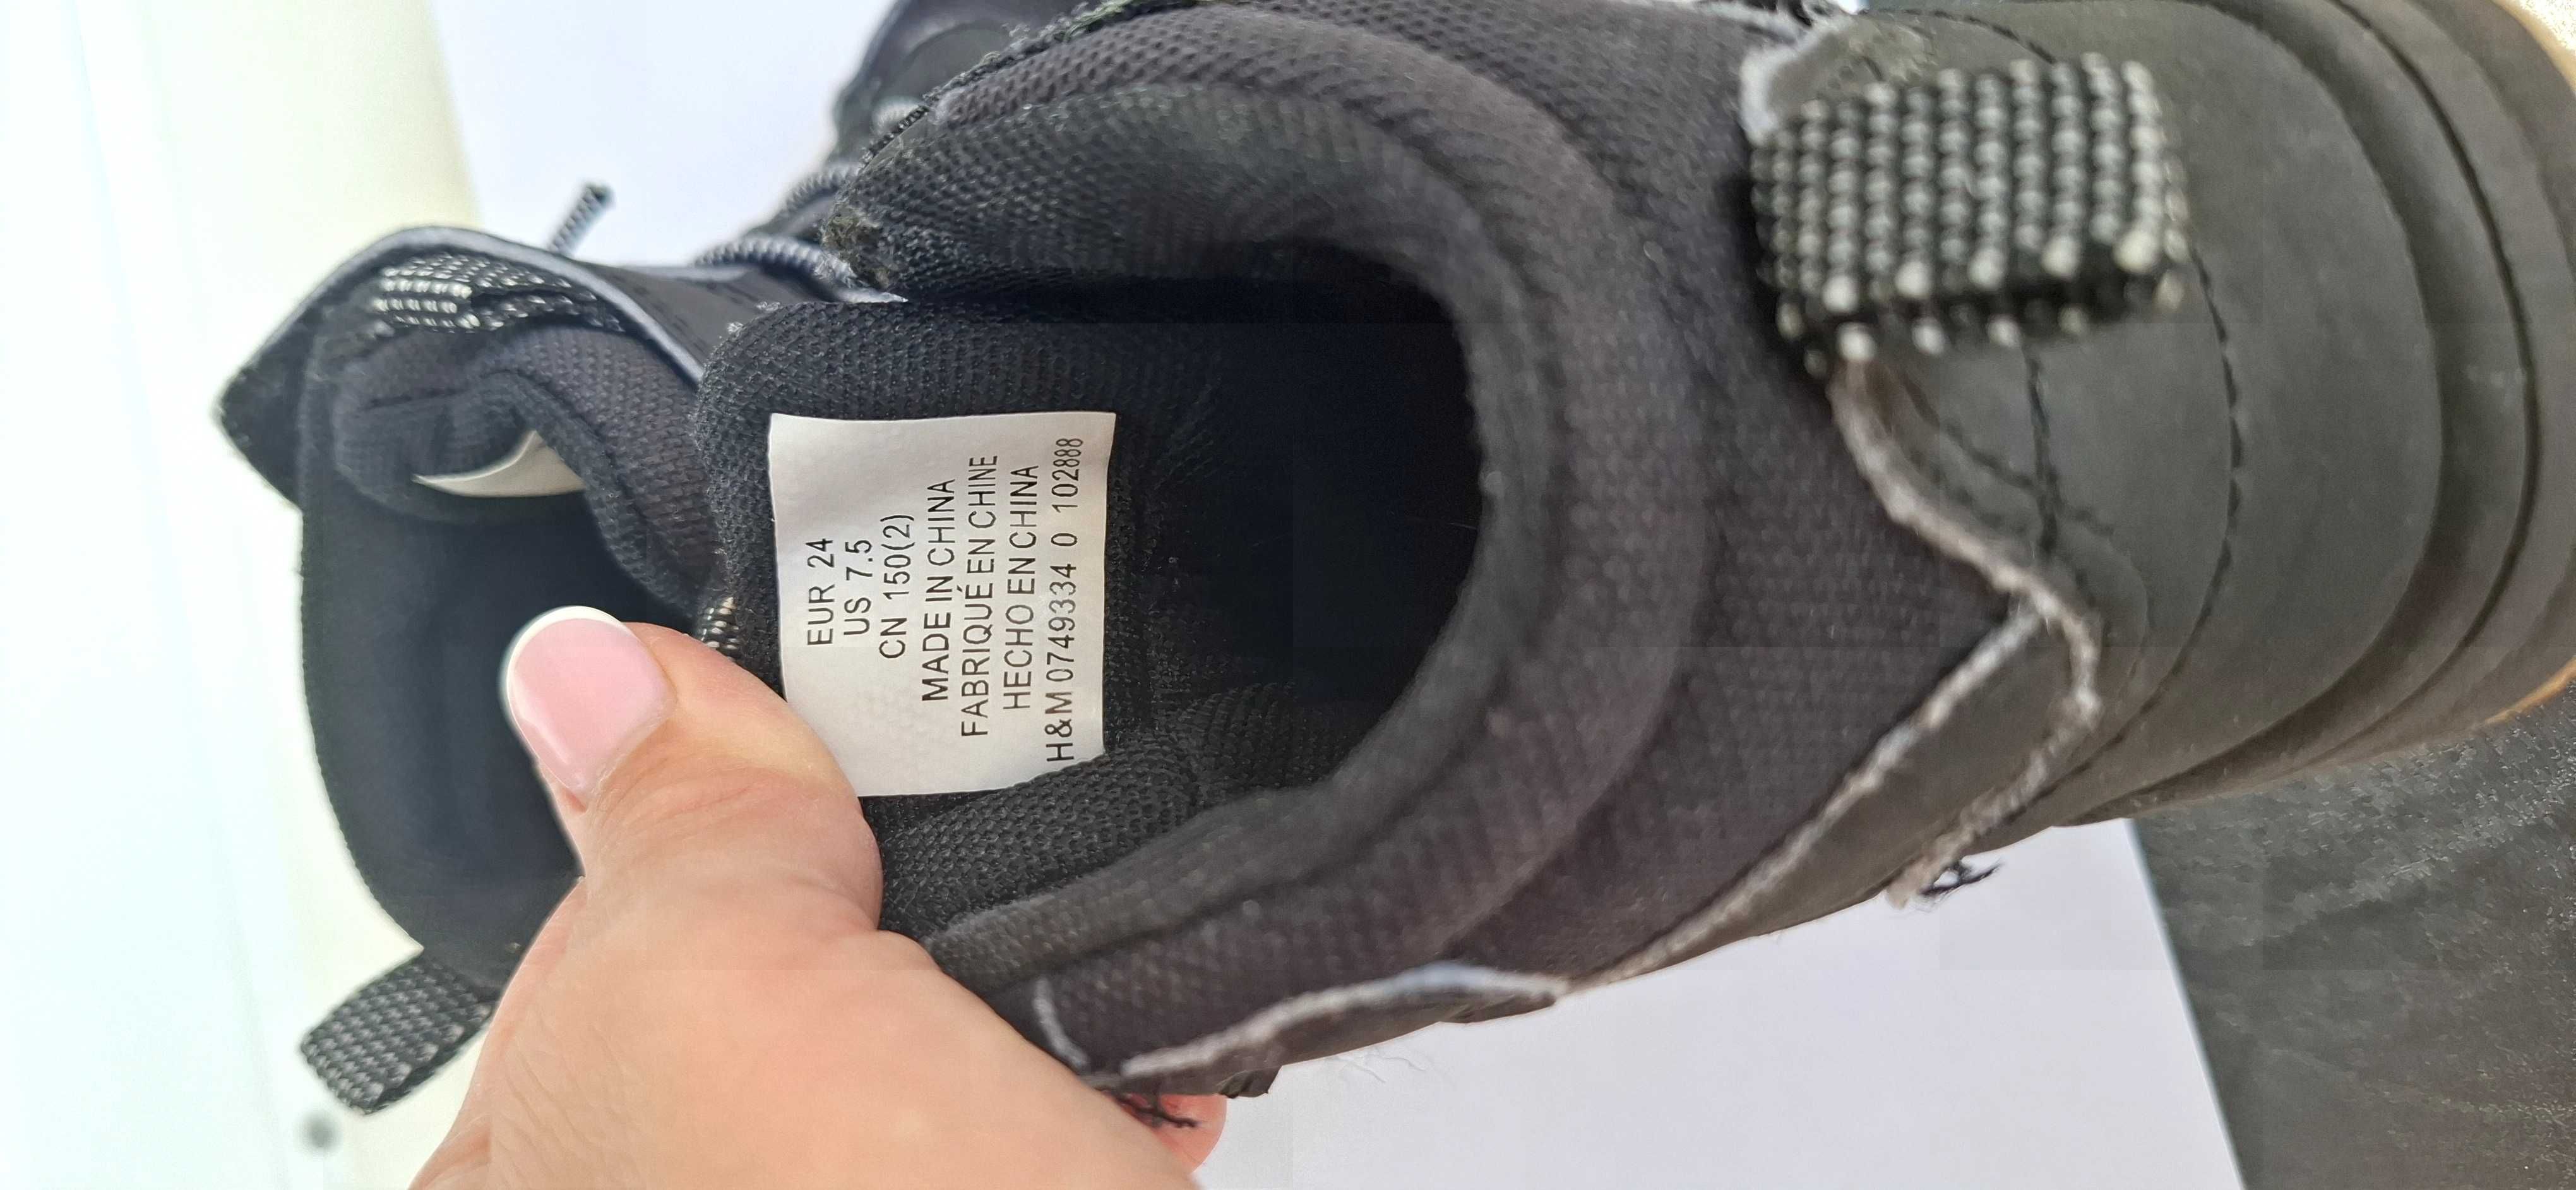 EUR 24
US 7.5
CN 150(2)
MADE IN CHINA
FABRIQUÉ EN CHINE
HECHO EN CHINA
H&M 0749334 0 102888